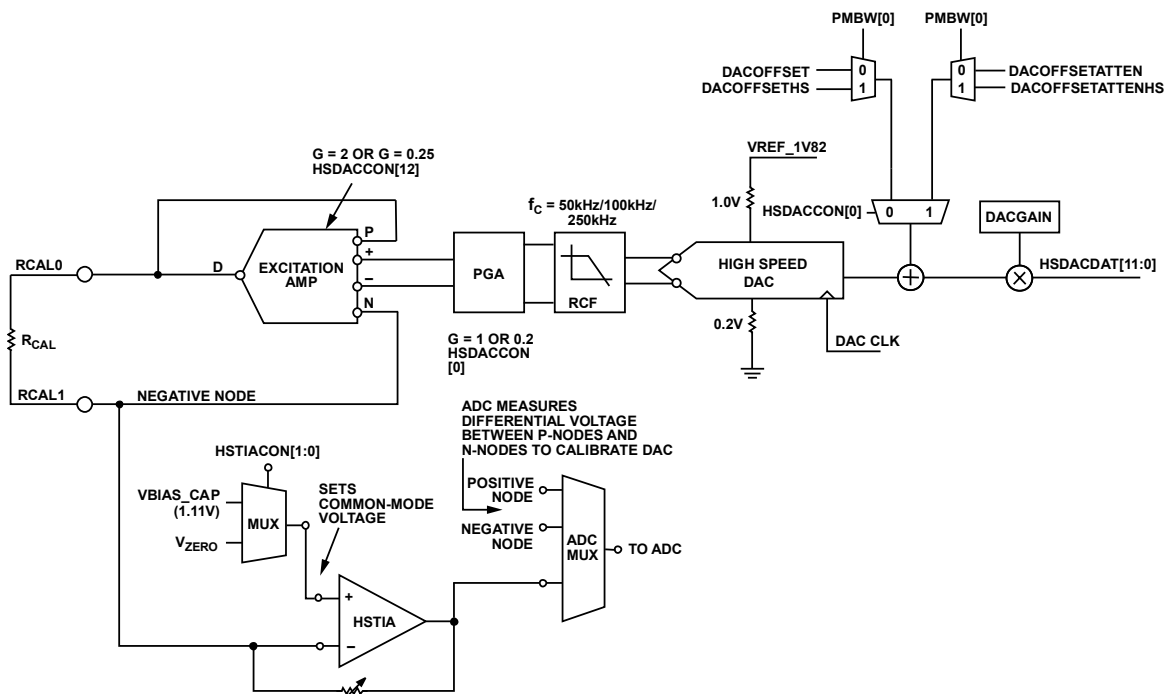 PMBW[0]
PMBW[0]
DACOFFSET
DACOFFSETHS
0
1
0
1
DACOFFSETATTEN
DACOFFSETATTENHS
G = 2 OR G = 0.25
HSDACCON[12]
VREF_1V82
fC = 50kHz/100kHz/
250kHz
1.0V
HSDACCON[0]
0
1
DACGAIN
P
+
–
N
D
EXCITATION
AMP
PGA
RCF
HIGH SPEED
DAC
+
×
HSDACDAT[11:0]
RCAL0
RCAL
RCAL1
NEGATIVE NODE
G = 1 OR 0.2
HSDACCON
[0]
0.2V
DAC CLK
ADC MEASURES
DIFFERENTIAL VOLTAGE
BETWEEN P-NODES AND
N-NODES TO CALIBRATE DAC
HSTIACON[1:0]
VBIAS_CAP
(1.11V)
VZERO
MUX
SETS
COMMON-MODE
VOLTAGE
POSITIVE
NODE
NEGATIVE
NODE
ADC
MUX
TO ADC
+
–
HSTIA